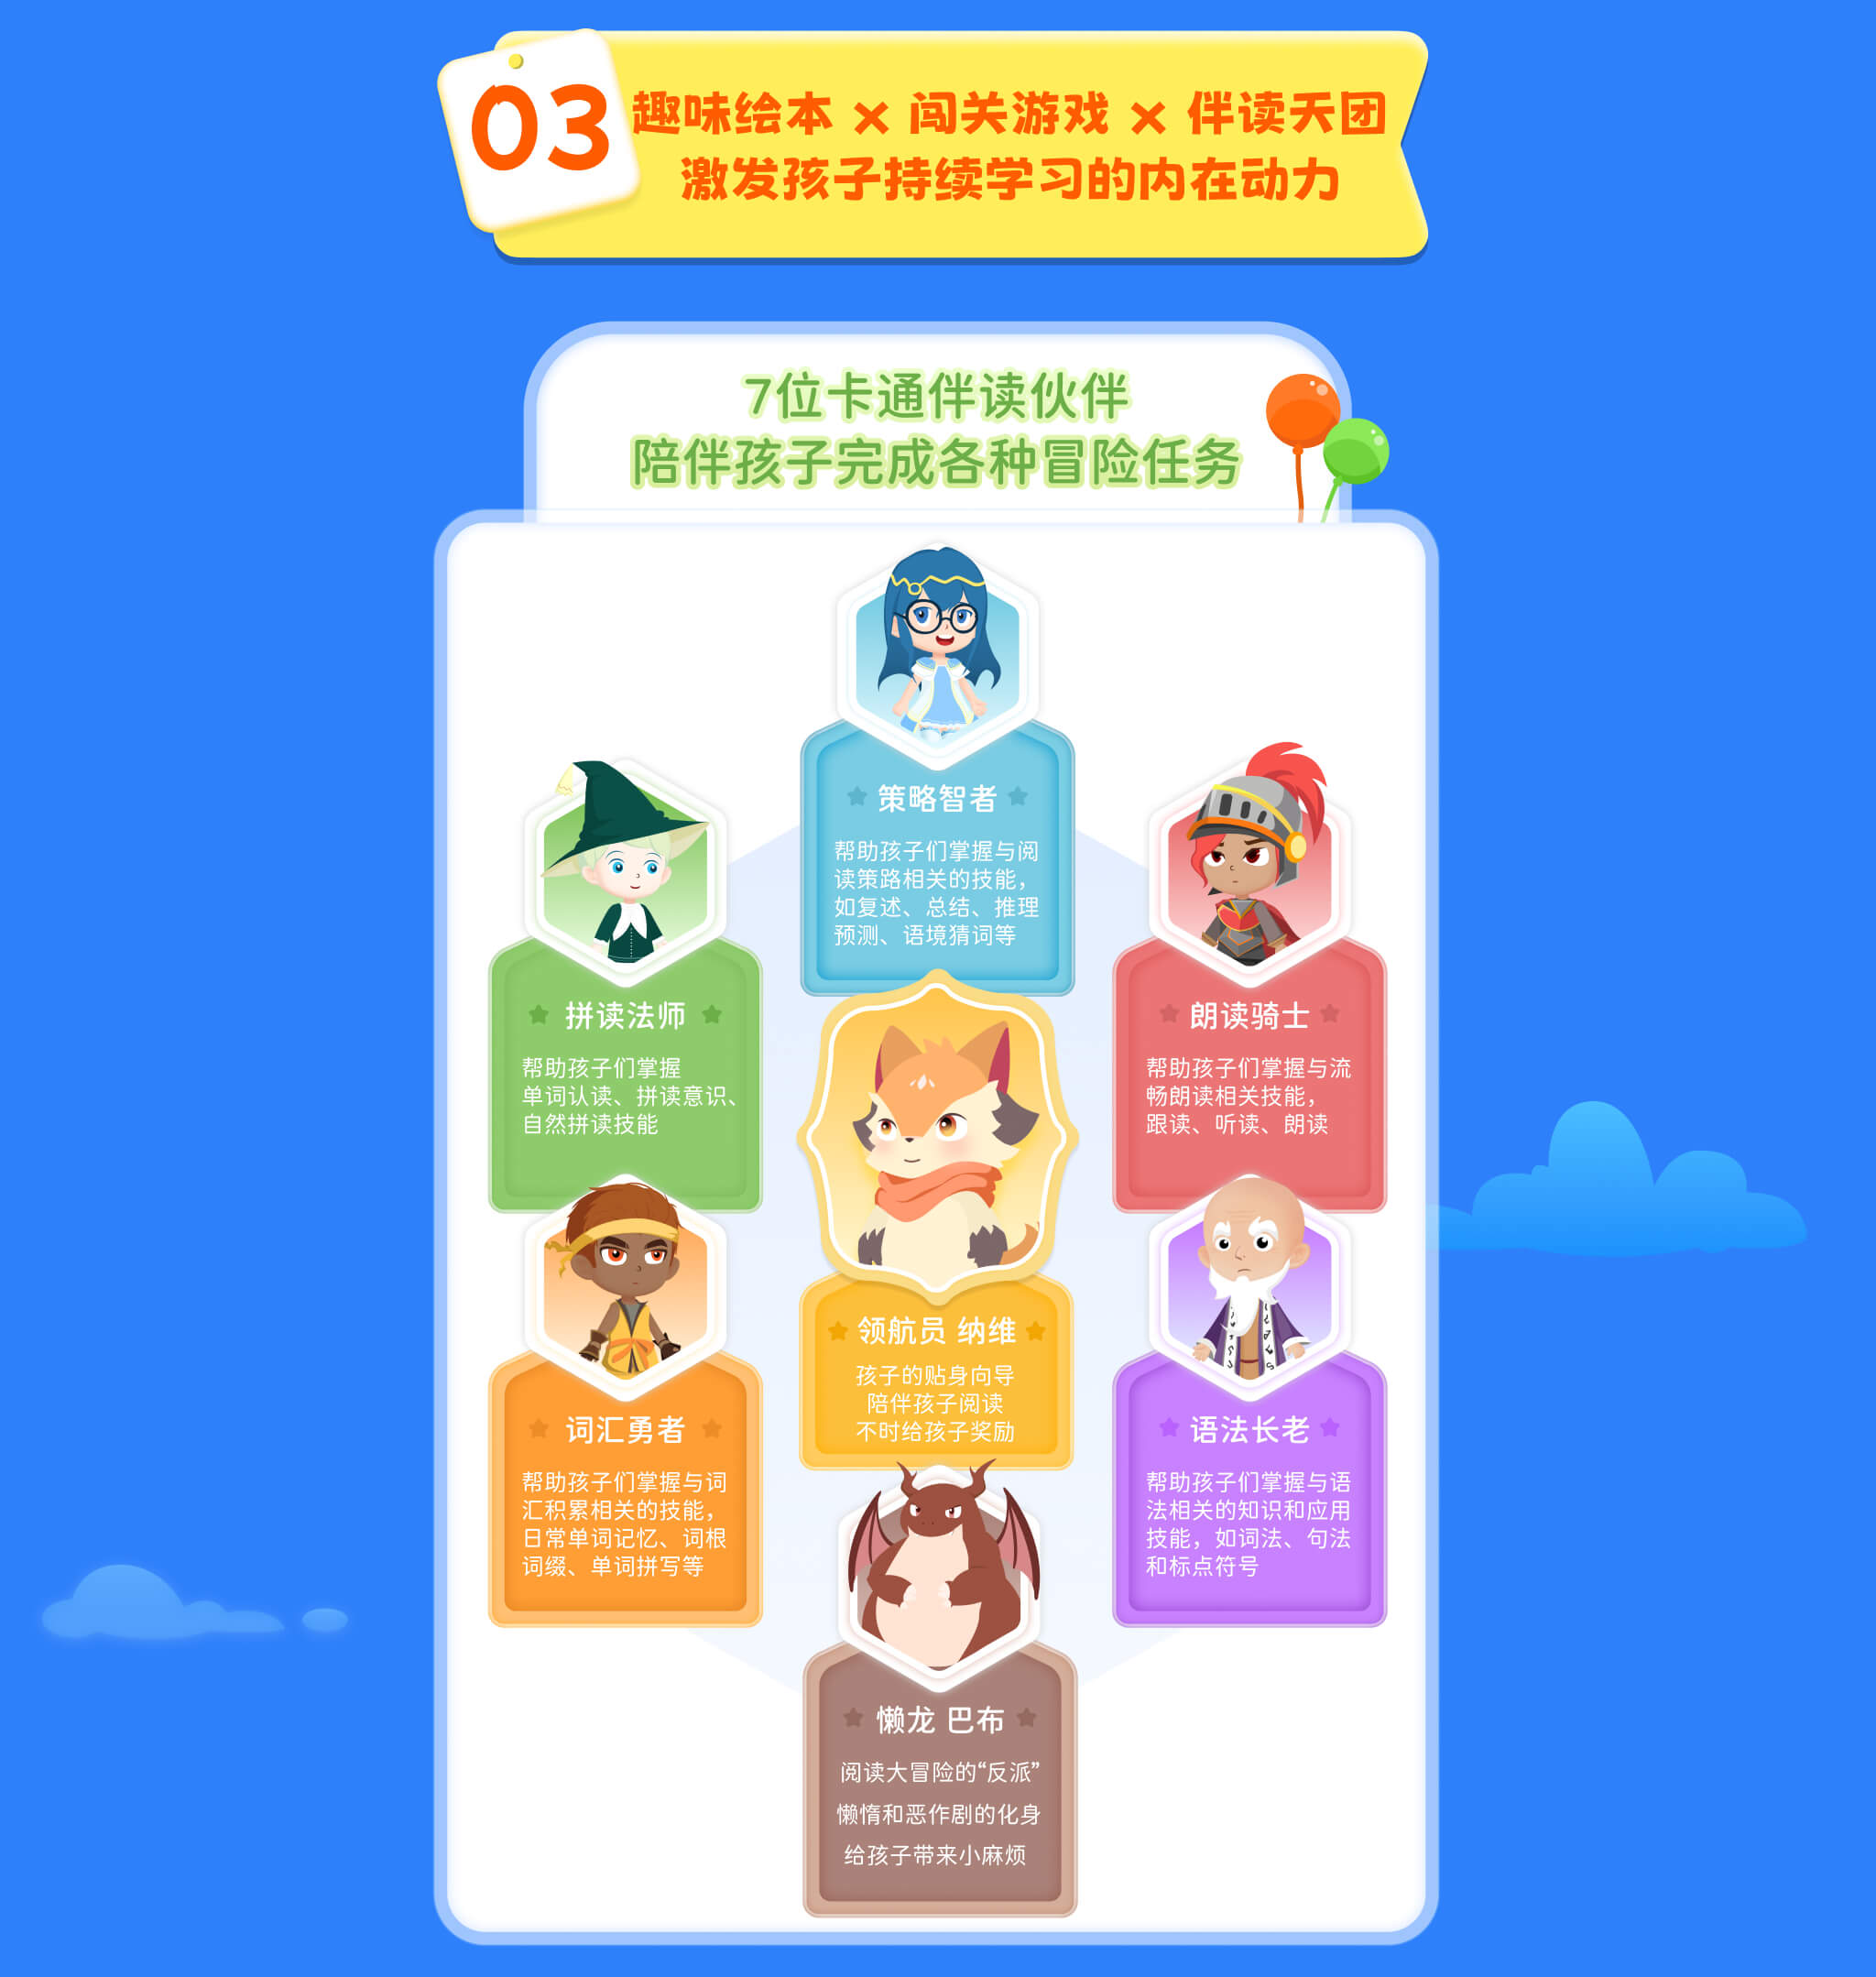 03
趣味绘本 × 闯关游戏 × 伴读天团
激发孩子持续学习的内在动力
7位卡通伴读伙伴
陪伴孩子完成各种冒险任务
策略智者
帮助孩子们掌握与阅
读策路相关的技能，
如复述、总结、推理
预测、语境猜词等
拼读法师
帮助孩子们掌握
单词认读、拼读意识、
自然拼读技能
朗读骑士
帮助孩子们掌握与流
畅朗读相关技能，
跟读、听读、朗读
领航员 纳维
孩子的贴身向导
陪伴孩子阅读
不时给孩子奖励
词汇勇者
帮助孩子们掌握与词
汇积累相关的技能，
日常单词记忆、词根
词缀、单词拼写等
语法长老
帮助孩子们掌握与语
法相关的知识和应用
技能，如词法、句法
和标点符号
懒龙 巴布
阅读大冒险的“反派”
懒惰和恶作剧的化身
给孩子带来小麻烦